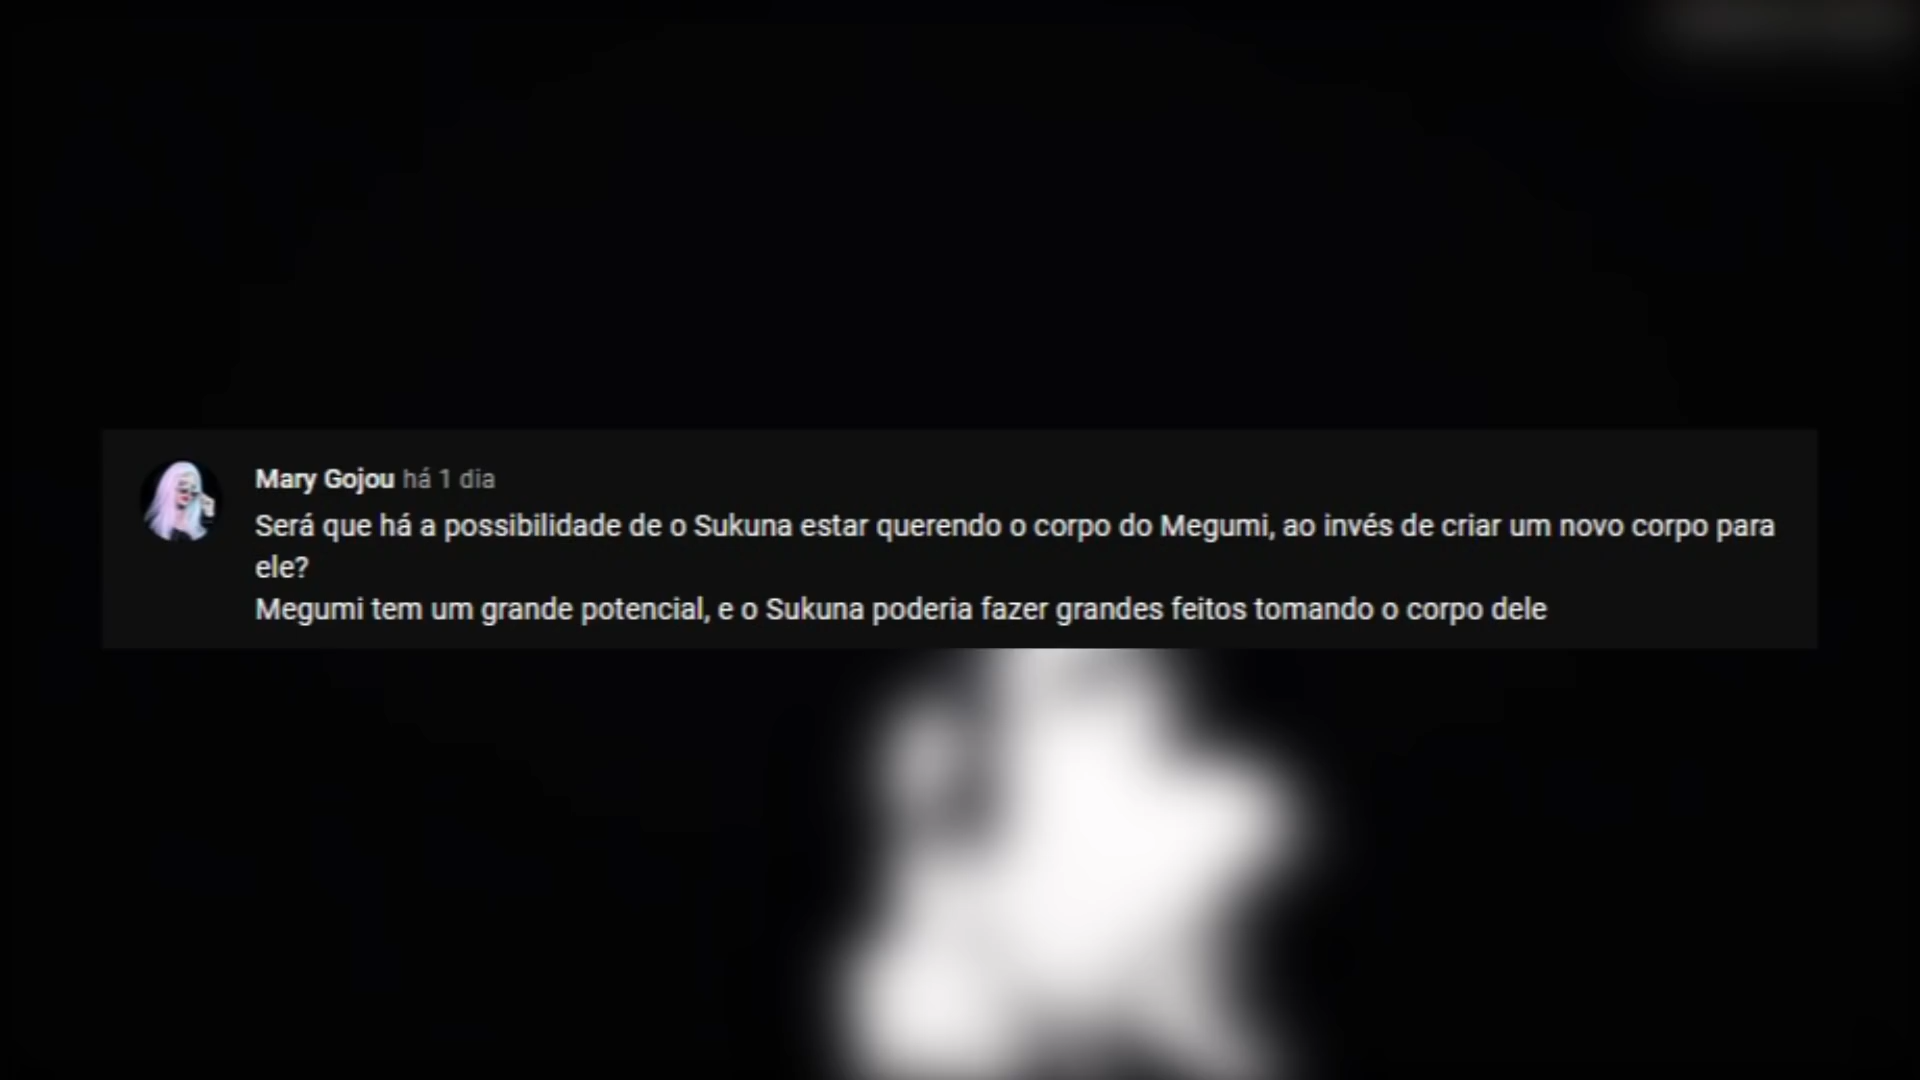 Mary Gojou há 1 dia
Será que há a possibilidade de o Sukuna estar querendo o corpo do Megumi, ao invés de criar um novo corpo para
ele?
Megumi tem um grande potencial, e o Sukuna poderia fazer grandes feitos tomando o corpo dele